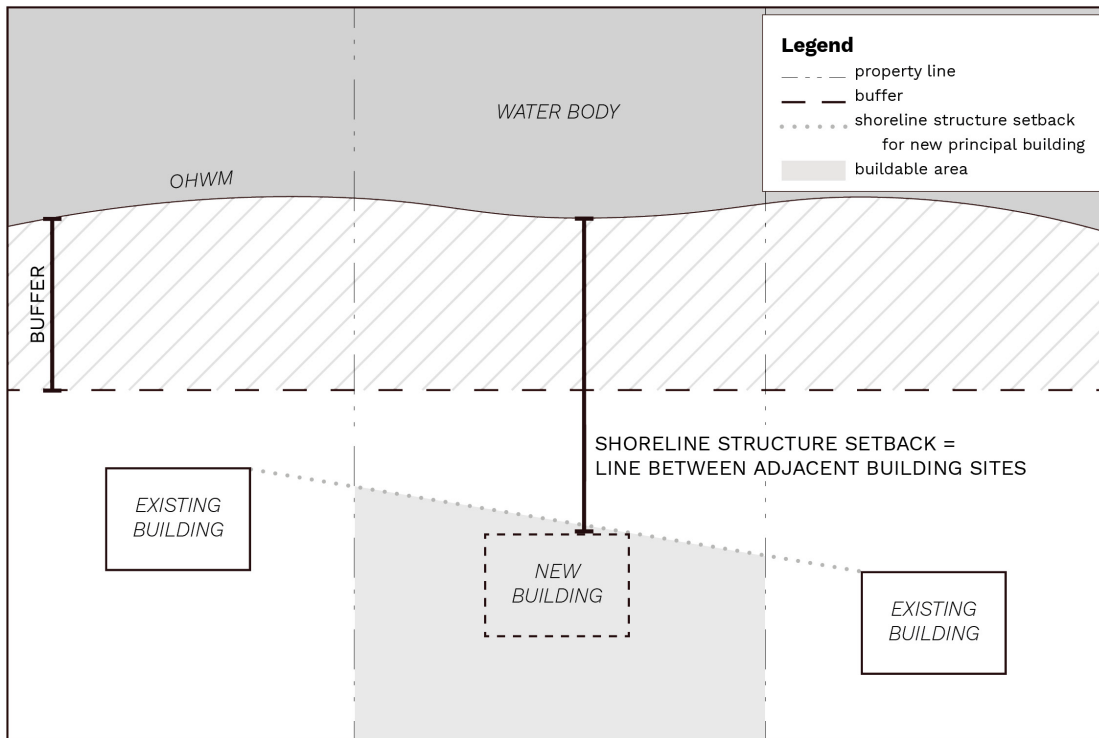 Legend
property line
buffer
shoreline structure setback
for new principal building
buildable area
WATER BODY
OHWM
BUFFER
SHORELINE STRUCTURE SETBACK =
LINE BETWEEN ADJACENT BUILDING SITES
EXISTING
BUILDING
NEW
BUILDING
EXISTING
BUILDING